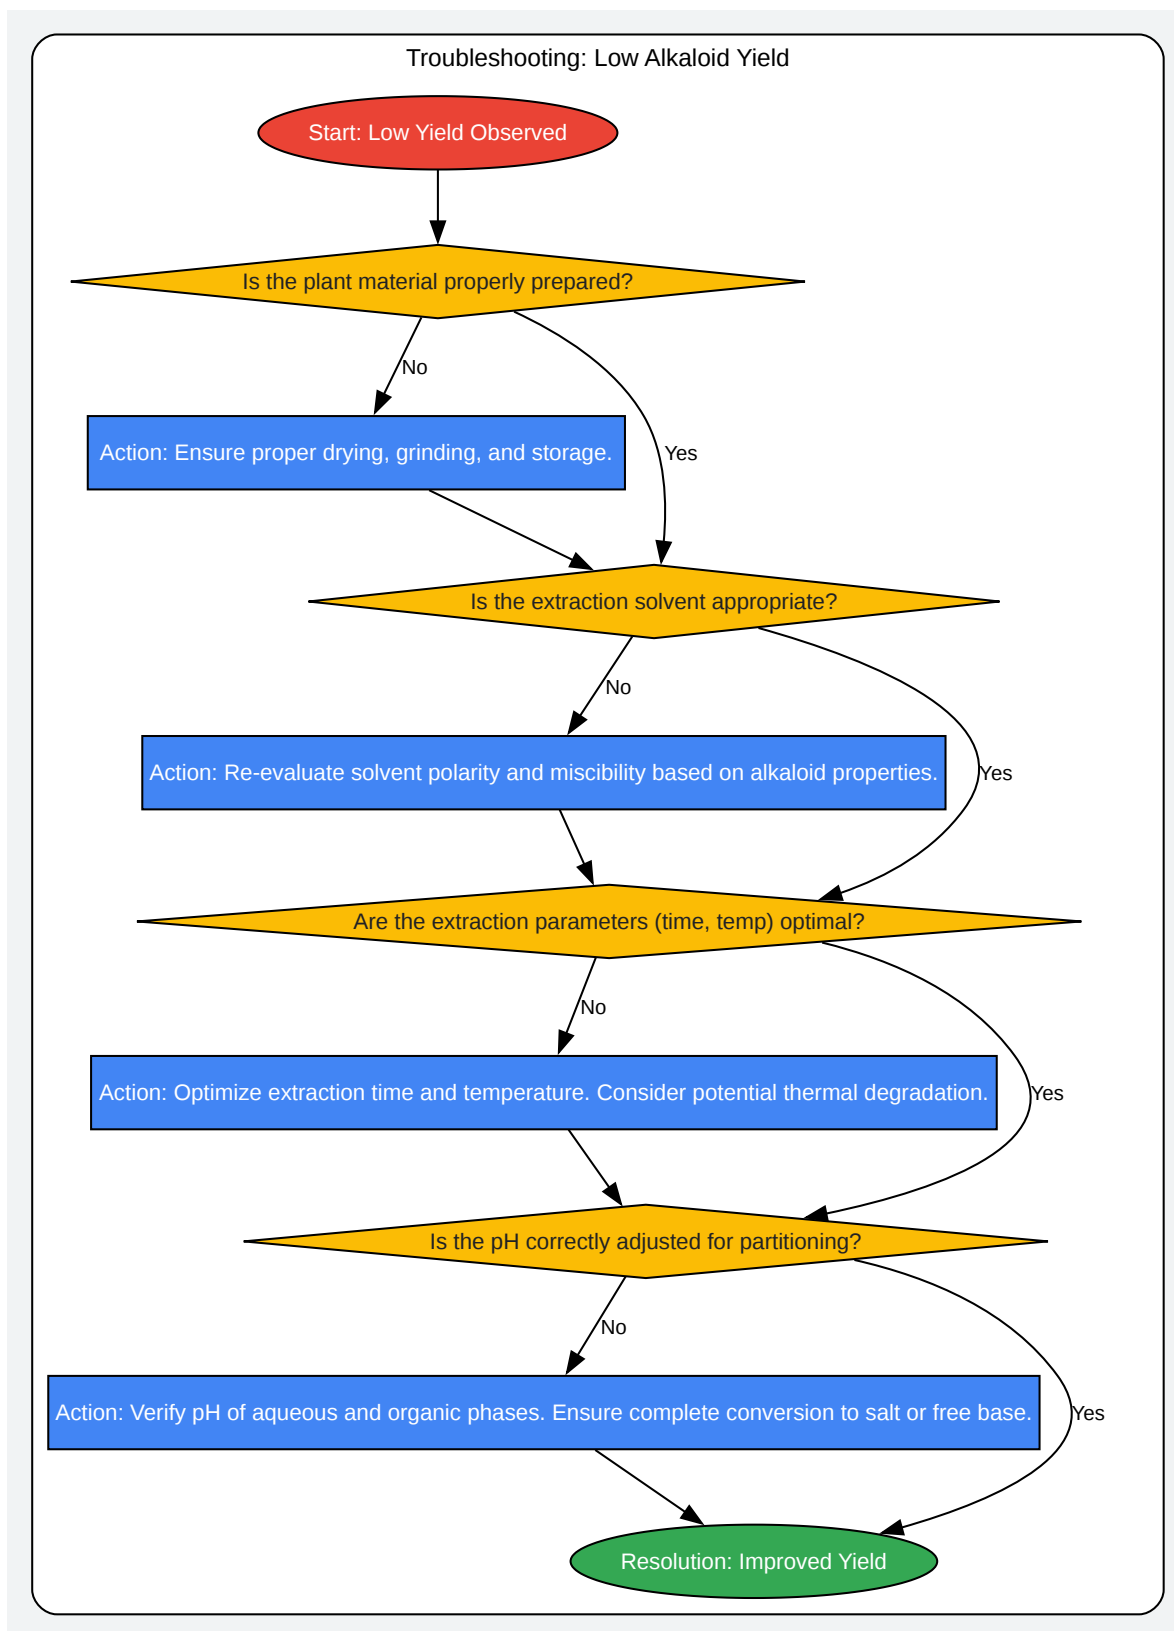 Troubleshooting: Low Alkaloid Yield
Start: Low Yield Observed
Is the plant material properly prepared?
No
Action: Ensure proper drying, grinding, and storage.
Yes
Is the extraction solvent appropriate?
No
Action: Re-evaluate solvent polarity and miscibility based on alkaloid properties.
Yes
Are the extraction parameters (time, temp) optimal?
No
Action: Optimize extraction time and temperature. Consider potential thermal degradation.
Yes
Is the pH correctly adjusted for partitioning?
No
Action: Verify pH of aqueous and organic phases. Ensure complete conversion to salt or free base.
Yes
Resolution: Improved Yield